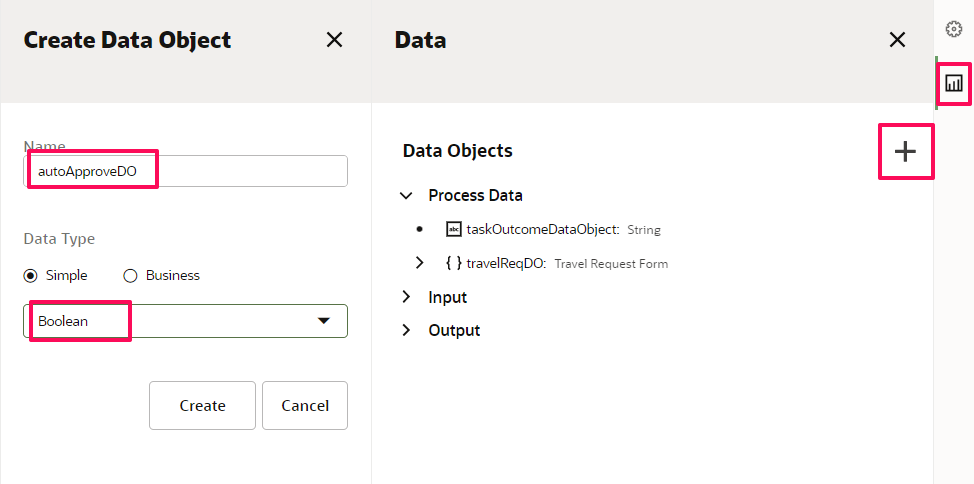 Create Data Object
Name
autoApproveDO
Data Type
Simple
Business
Boolean
Create
Cancel
Data
Data Objects
Process Data
abc taskOutcomeDataObject: String
{ } travelReqDO: Travel Request Form
Input
Output